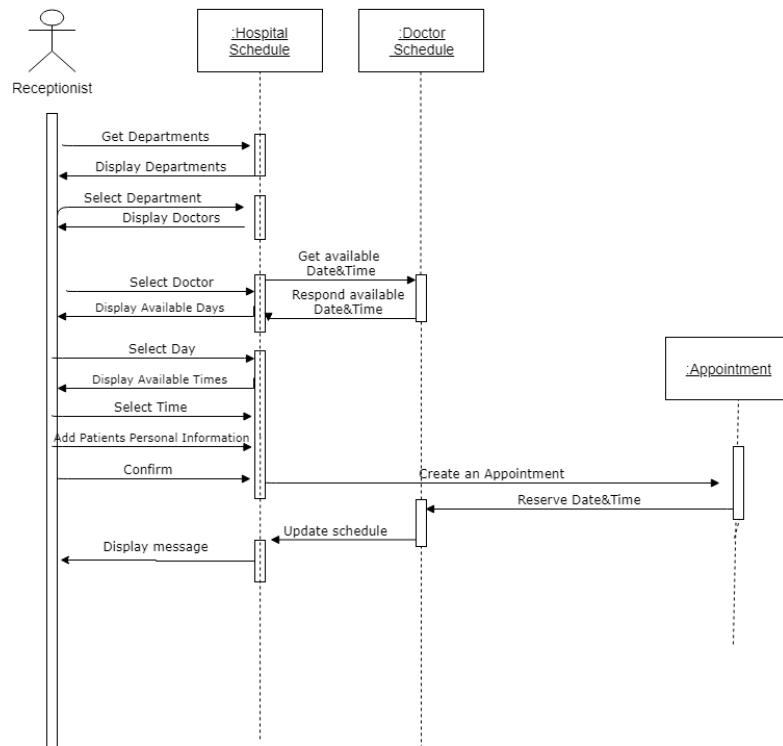 :Hospital
Schedule
:Doctor
Schedule
Receptionist
Get Departments
Display Departments
Select Department
Display Doctors
Get available
Date&Time
Select Doctor
Respond available
Date&Time
Display Available Days
Select Day
:Appointment
Display Available Times
Select Time
Add Patients Personal Information
Confirm
Create an Appointment
Reserve Date&Time
Update schedule
Display message